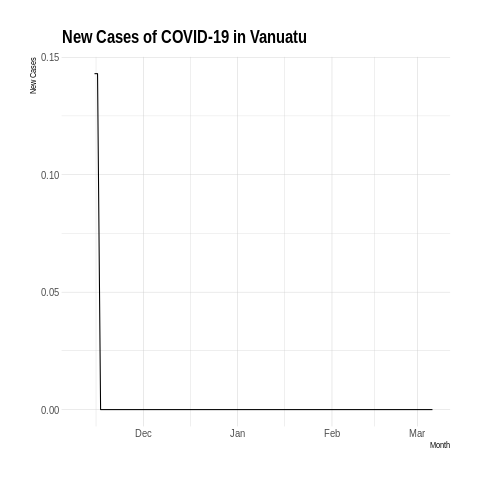 New Cases of COVID-19 in Vanuatu
New Cases
0.15
0.10
0.05
0.00
Dec Jan Feb Mar
Month